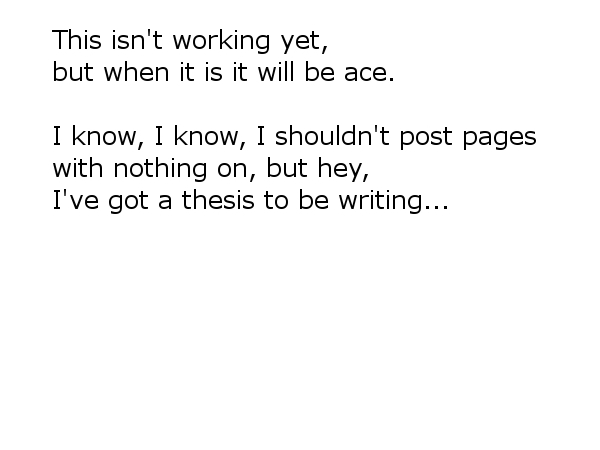 This isn't working yet,
but when it is it will be ace.
I know, I know, I shouldn't post pages
with nothing on, but hey,
I've got a thesis to be writing...